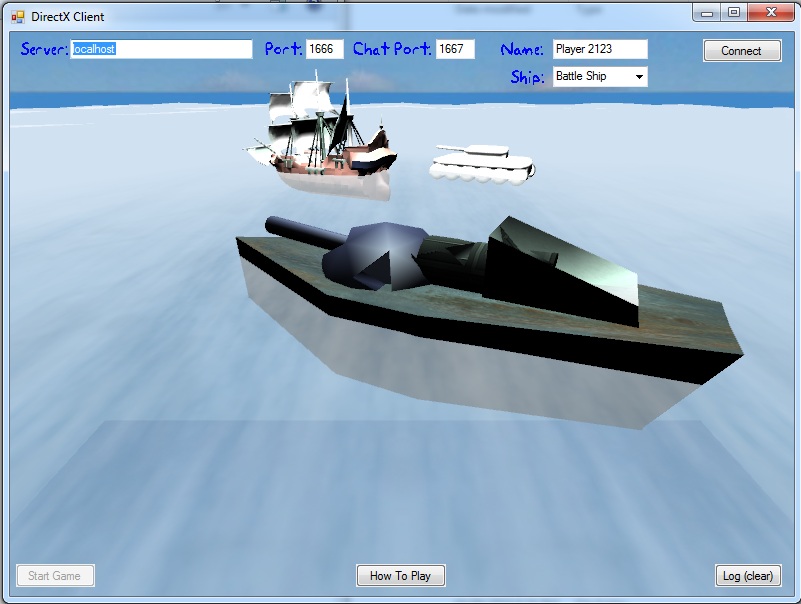 DirectX Client
Server: localhost Port: 1666 Chat Port: 1667 Name: Player 2123 Connect
Ship: Battle Ship
Start Game How To Play Log (clear)